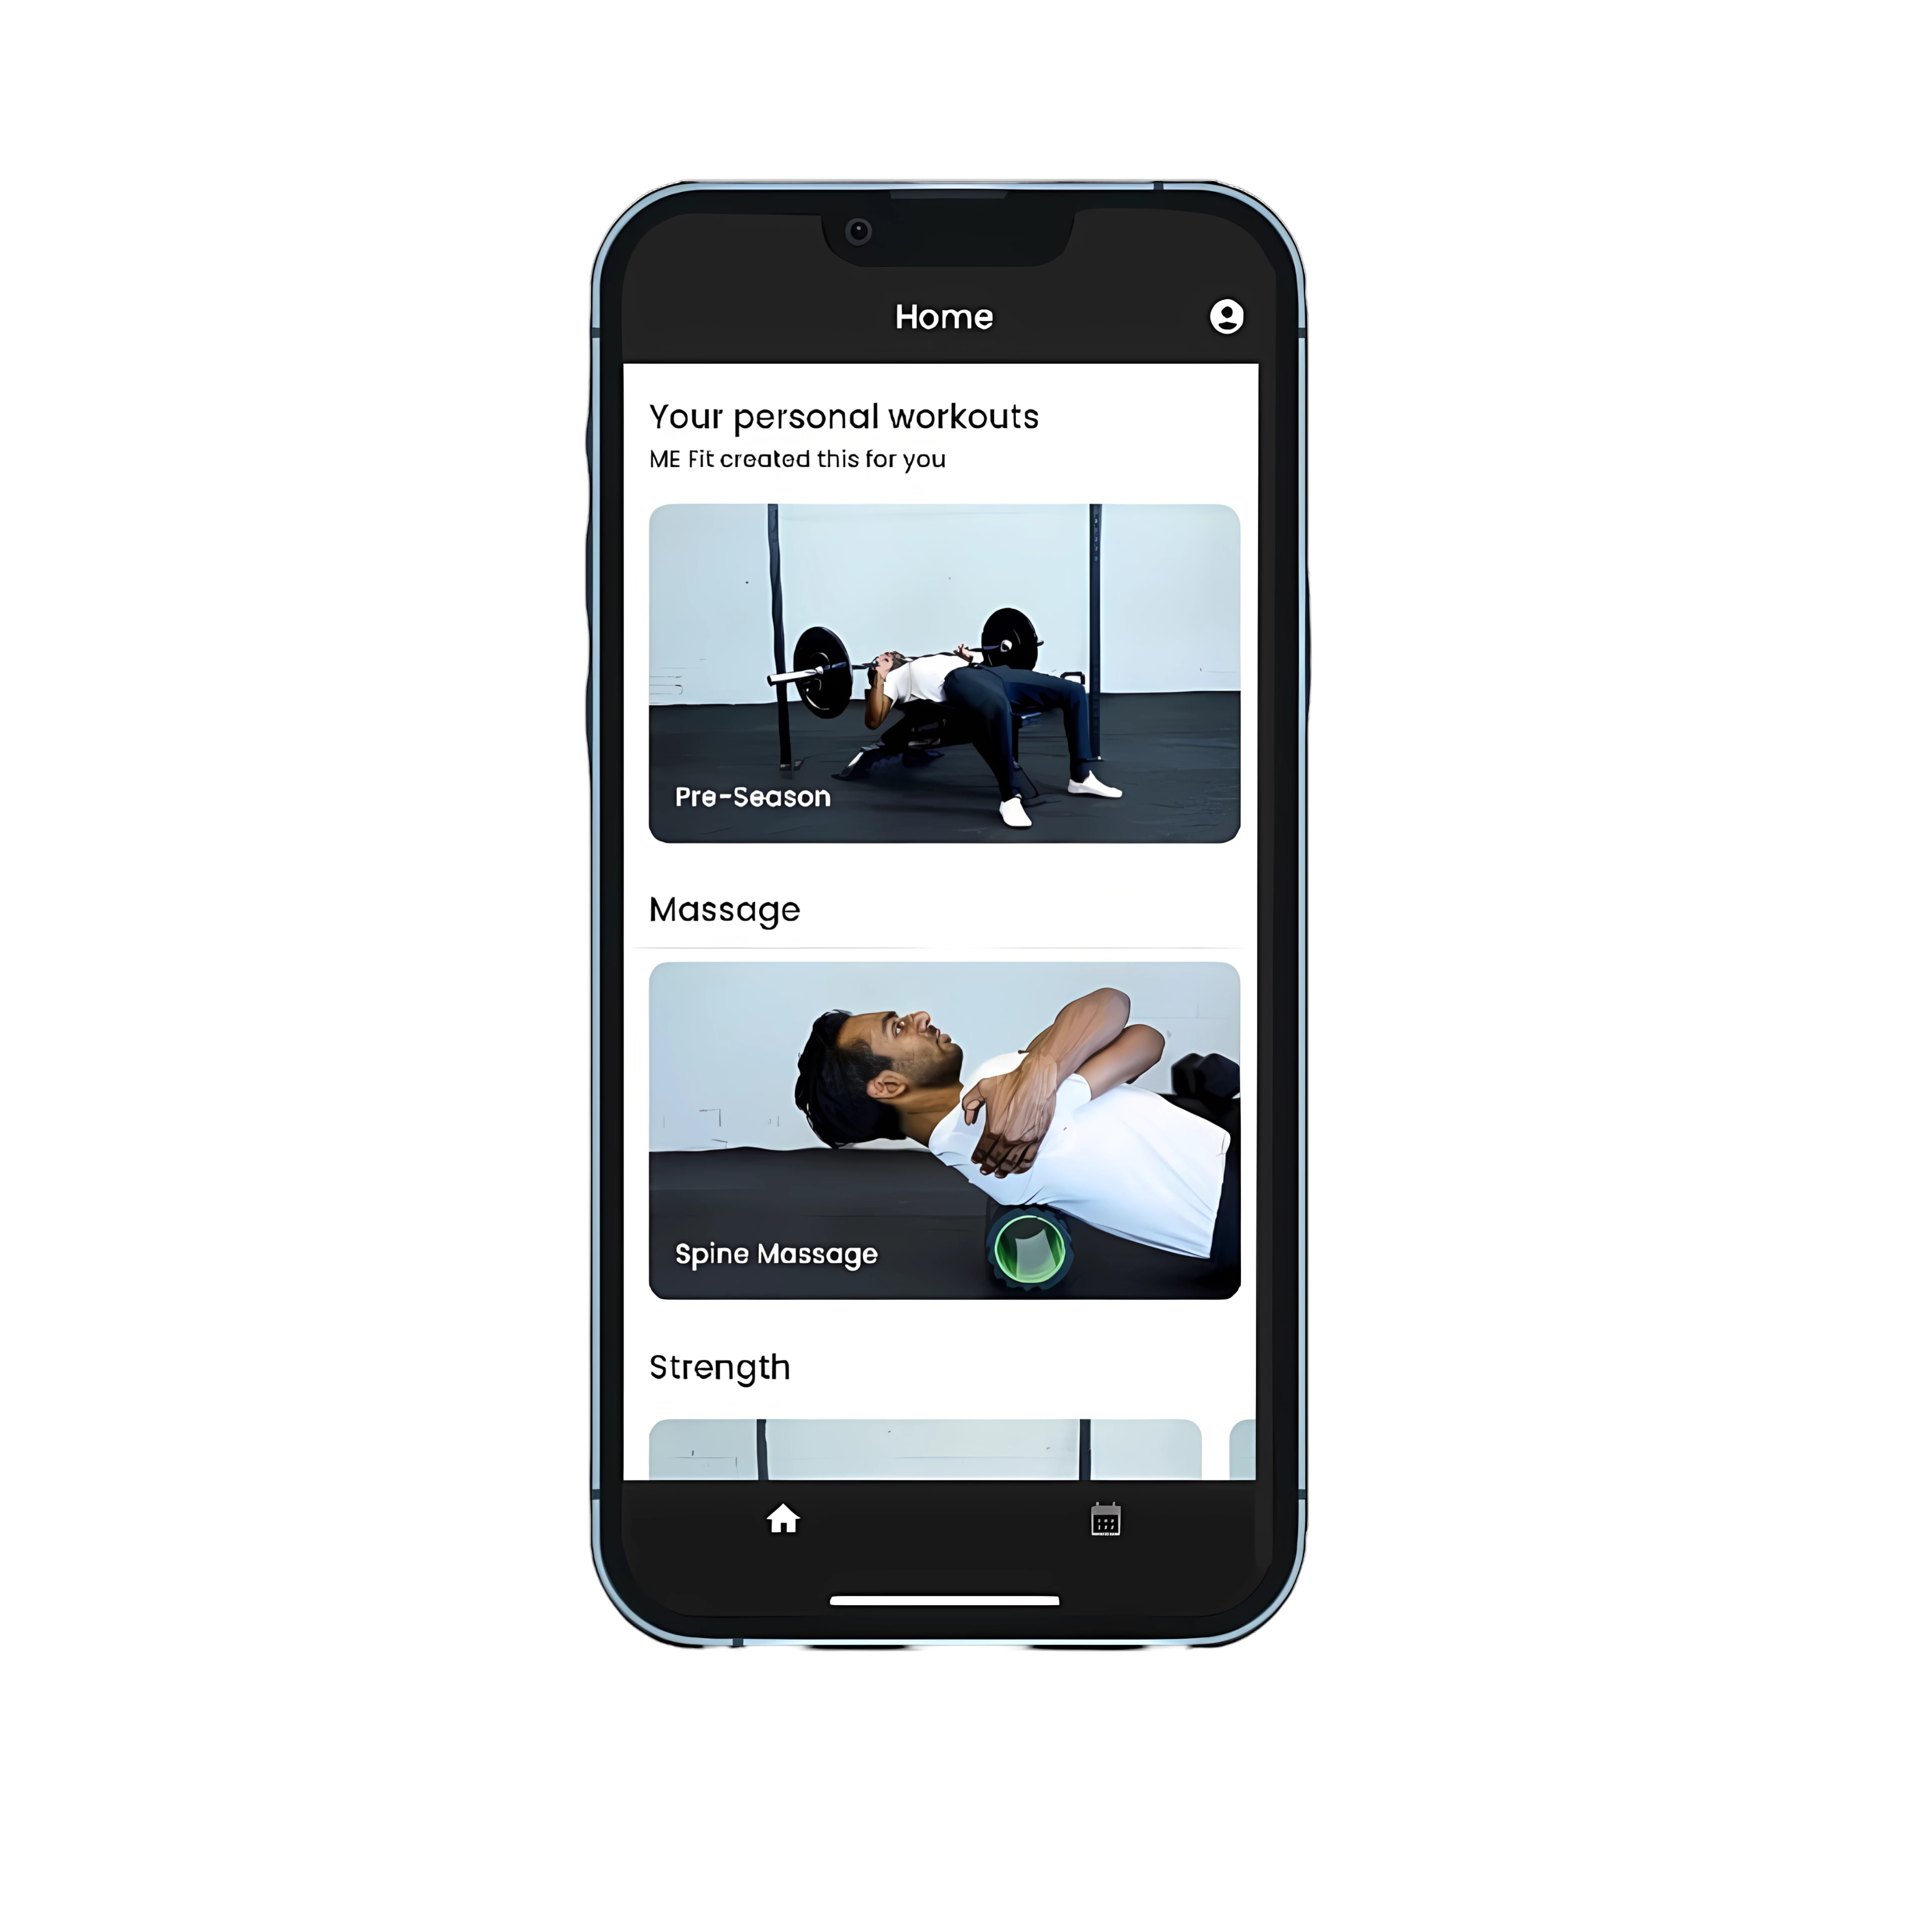 Home
Your personal workouts
ME Fit created this for you
Pre-Season
Massage
Spine Massage
Strength